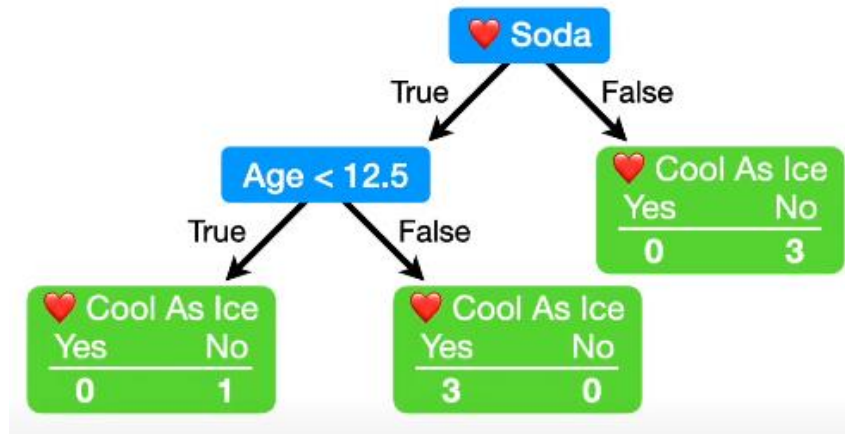 ❤️ Soda
True
False
Age < 12.5
❤️ Cool As Ice
Yes No
0 3
True
False
❤️ Cool As Ice
Yes No
0 1
❤️ Cool As Ice
Yes No
3 0